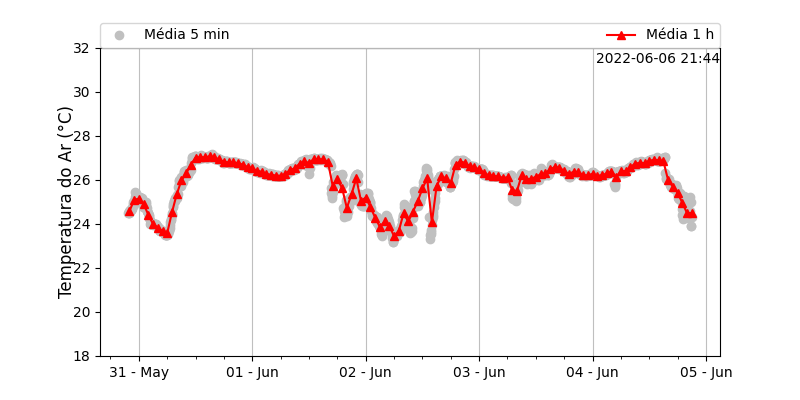 Média 5 min
Média 1 h
2022-06-06 21:44
Temperatura do Ar (°C)
32
30
28
26
24
22
20
18
31 - May
01 - Jun
02 - Jun
03 - Jun
04 - Jun
05 - Jun